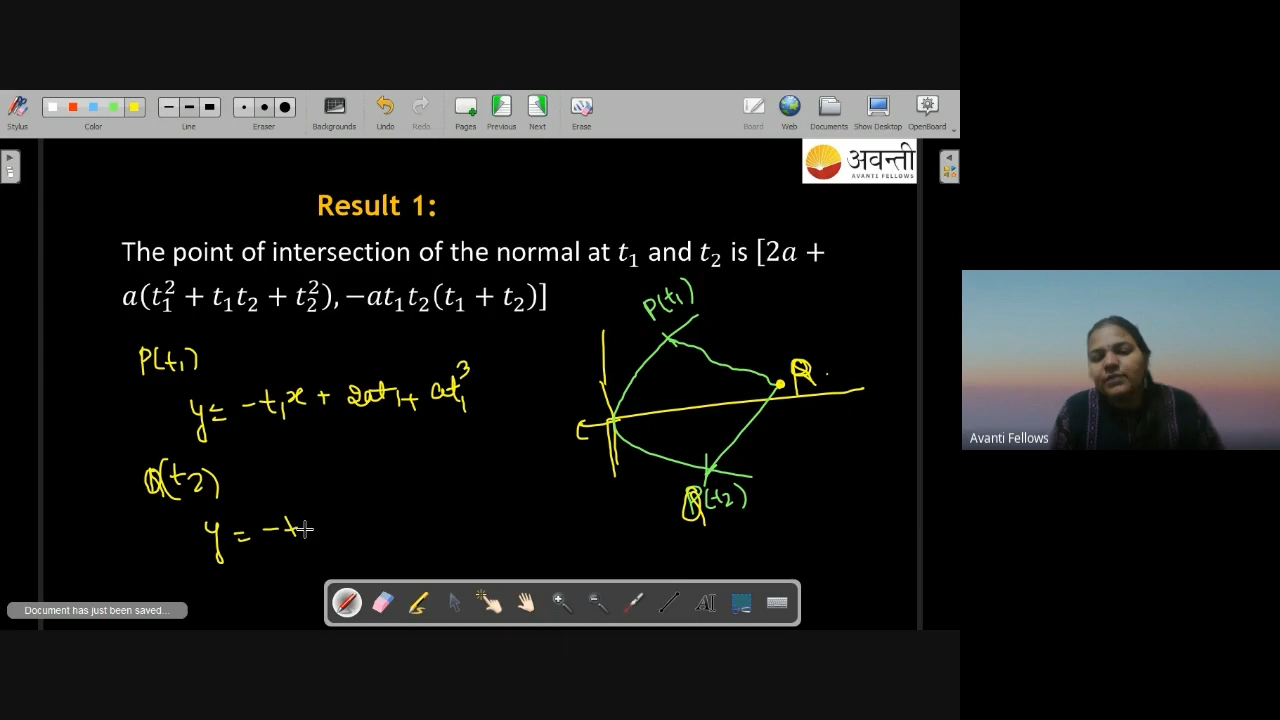 Stylus
Color
Line
Eraser
Backgrounds
Undo
Redo
Pages
Previous
Next
Erase
Board
Web
Documents
Show Desktop
OpenBoard
अवन्ती
AVANTI FELLOWS
Result 1:
The point of intersection of the normal at t₁ and t₂ is [2a +
a(t₁² + t₁t₂ + t₂²), −at₁t₂(t₁ + t₂)]
P(t₁)
P(t₁)
R
y = -t₁x + 2at₁ + at₁³
Q(t₂)
Q(t₂)
y = -t
Avanti Fellows
Document has just been saved...
AI